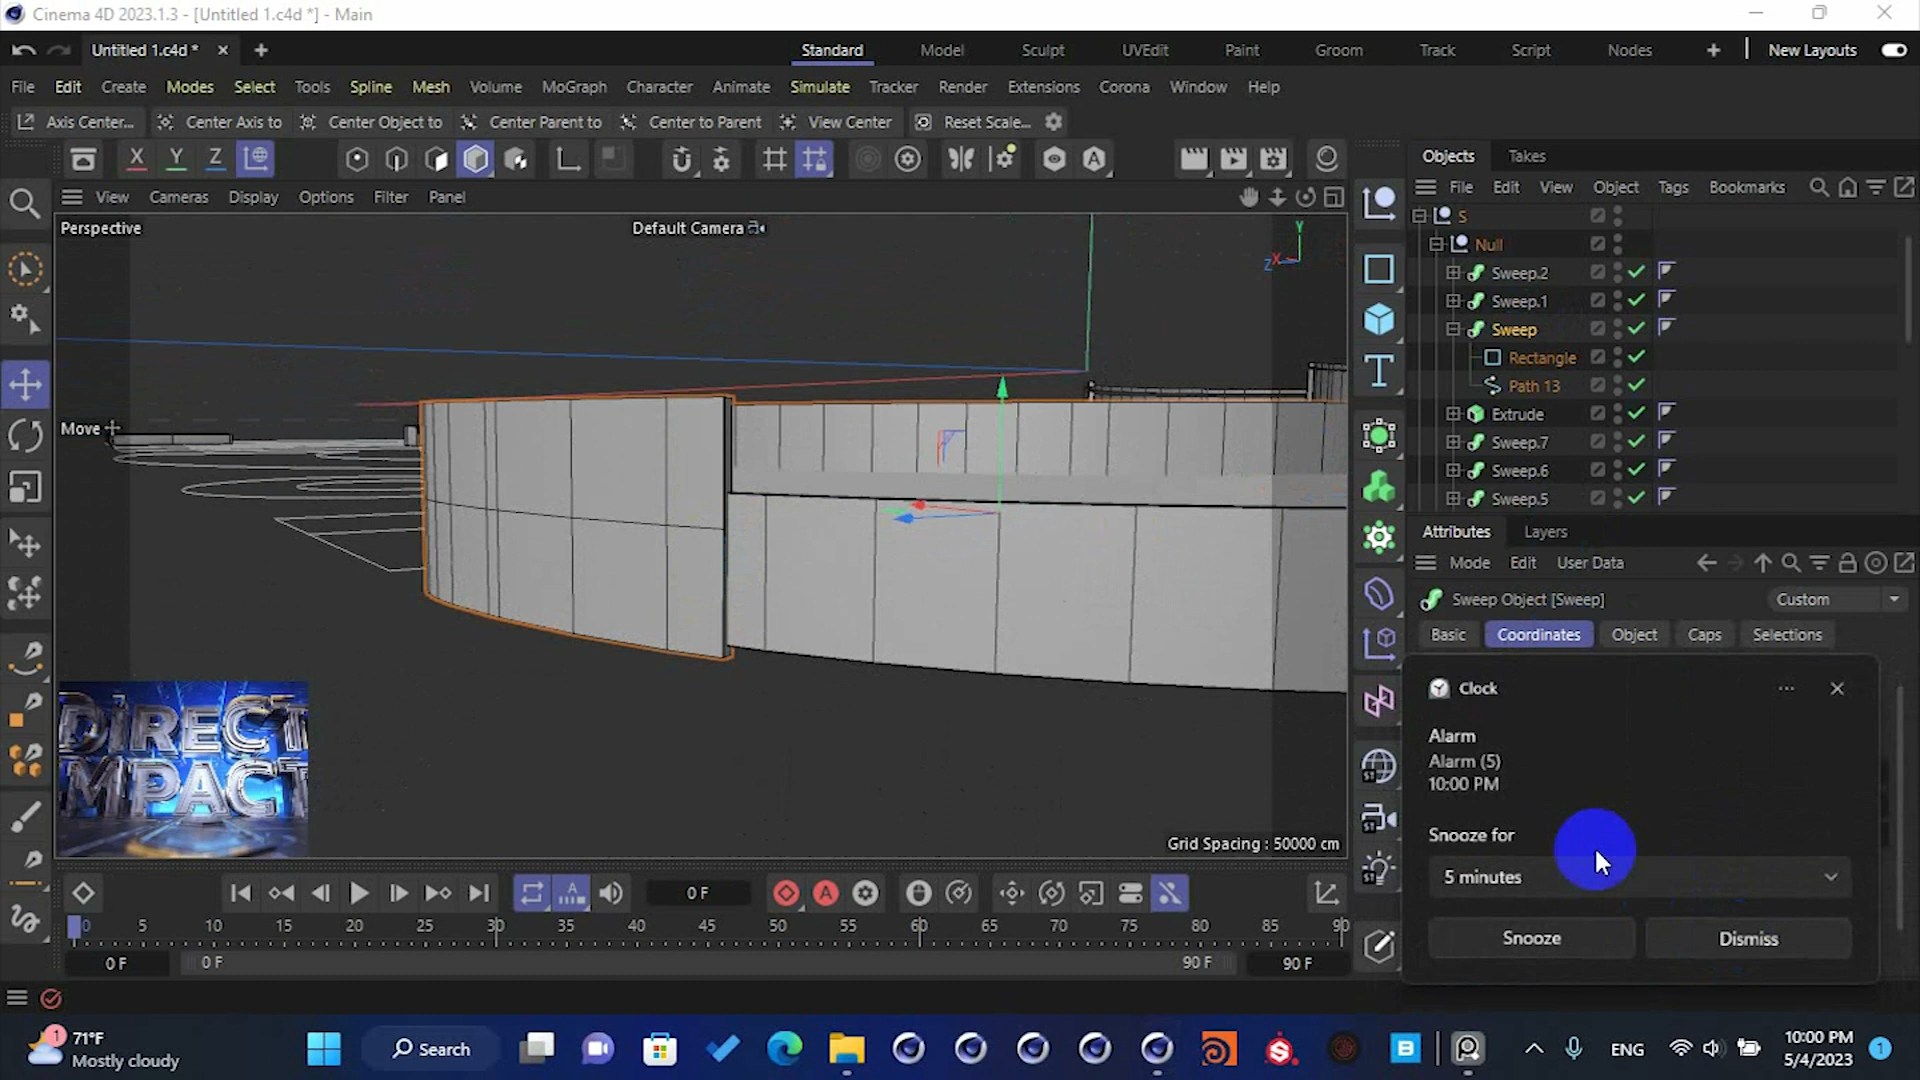 Cinema 4D 2023.1.3 - [Untitled 1.c4d *] - Main
Untitled 1.c4d *
Standard Model Sculpt UVEdit Paint Groom Track Script Nodes New Layouts
File Edit Create Modes Select Tools Spline Mesh Volume MoGraph Character Animate Simulate Tracker Render Extensions Corona Window Help
Axis Center... Center Axis to Center Object to Center Parent to Center to Parent View Center Reset Scale...
X Y Z
Objects Takes
View Cameras Display Options Filter Panel
File Edit View Object Tags Bookmarks
Perspective
Default Camera
Y
X
Z
Move
S
Null
Sweep.2
Sweep.1
Sweep
Rectangle
Path 13
Extrude
Sweep.7
Sweep.6
Sweep.5
Attributes Layers
Mode Edit User Data
Sweep Object [Sweep]
Custom
Basic Coordinates Object Caps Selections
Clock
Alarm
Alarm (5)
10:00 PM
Snooze for
5 minutes
Snooze Dismiss
DIRECT
IMPACT
Grid Spacing : 50000 cm
0 F
0 5 10 15 20 25 30 35 40 45 50 55 60 65 70 75 80 85 90
0 F 0 F 90 F 90 F
1
71°F
Mostly cloudy
Search
ENG
10:00 PM
5/4/2023
1